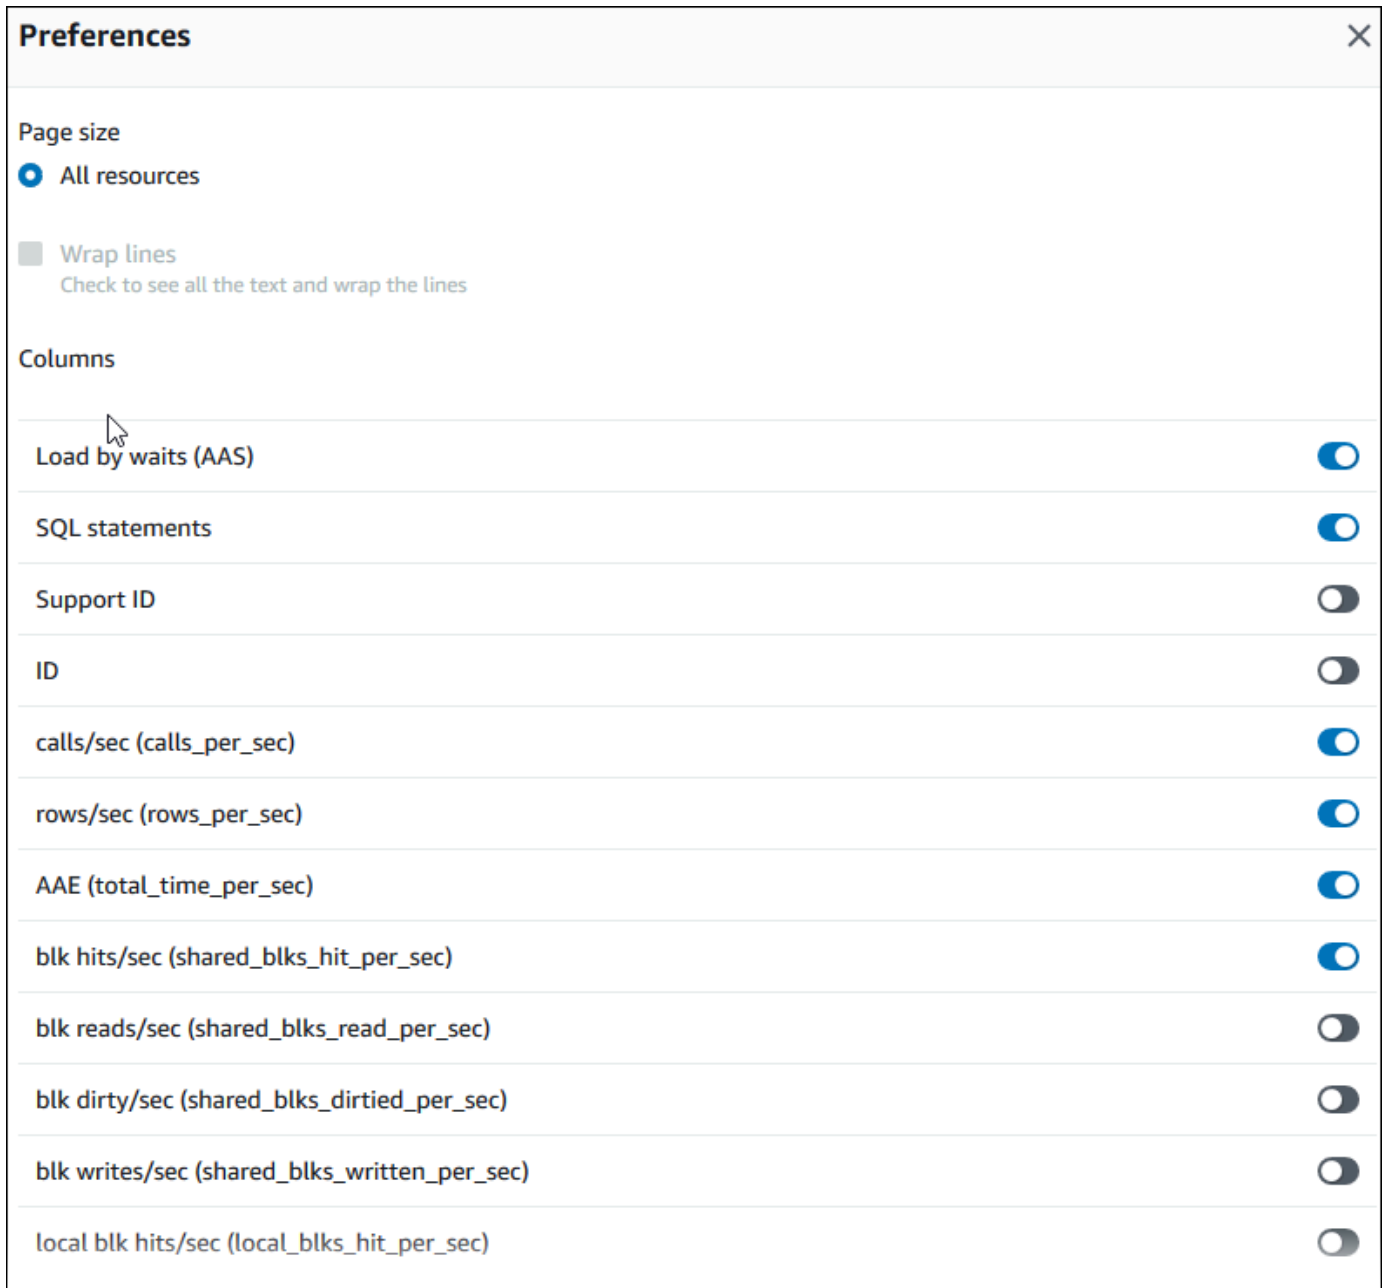 Preferences
Page size
All resources
Wrap lines
Check to see all the text and wrap the lines
Columns
Load by waits (AAS)
SQL statements
Support ID
ID
calls/sec (calls_per_sec)
rows/sec (rows_per_sec)
AAE (total_time_per_sec)
blk hits/sec (shared_blks_hit_per_sec)
blk reads/sec (shared_blks_read_per_sec)
blk dirty/sec (shared_blks_dirtied_per_sec)
blk writes/sec (shared_blks_written_per_sec)
local blk hits/sec (local_blks_hit_per_sec)